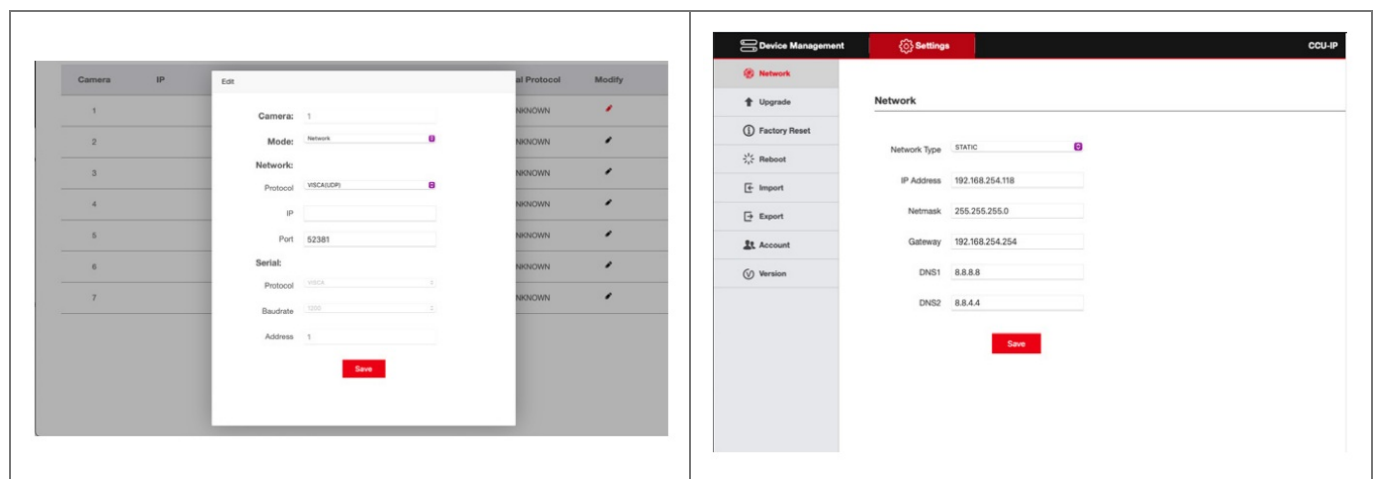 Camera IP al Protocol Modify
Edit
1 NKNOWN
2 NKNOWN
3 NKNOWN
4 NKNOWN
5 NKNOWN
6 NKNOWN
7 NKNOWN
Camera: 1
Mode: Network
Network:
Protocol VISCA(UDP)
IP
Port 52381
Serial:
Protocol VISCA
Baudrate 1200
Address 1
Save
Device Management Settings CCU-IP
Network
Upgrade
Factory Reset
Reboot
Import
Export
Account
Version
Network
Network Type STATIC
IP Address 192.168.254.118
Netmask 255.255.255.0
Gateway 192.168.254.254
DNS1 8.8.8.8
DNS2 8.8.4.4
Save